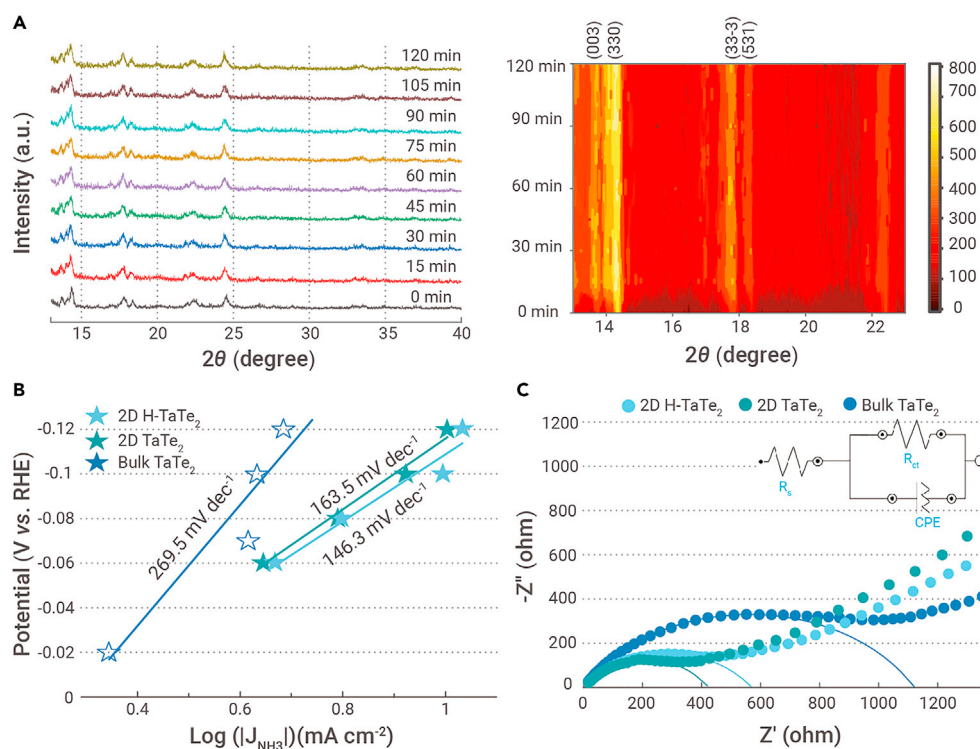 A
Intensity (a.u.)
120 min
105 min
90 min
75 min
60 min
45 min
30 min
15 min
0 min
15 20 25 30 35 40
2θ (degree)
(003)
(330)
(33-3)
(531)
120 min
90 min
60 min
30 min
0 min
14 16 18 20 22
2θ (degree)
800
700
600
500
400
300
200
100
0
B
2D H-TaTe₂
2D TaTe₂
Bulk TaTe₂
Potential (V vs. RHE)
-0.12
-0.1
-0.08
-0.06
-0.04
-0.02
0
269.5 mV dec⁻¹
163.5 mV dec⁻¹
146.3 mV dec⁻¹
0.4 0.6 0.8 1
Log (|J_NH3|)(mA cm⁻²)
C
2D H-TaTe₂ 2D TaTe₂ Bulk TaTe₂
-Z'' (ohm)
1200
1000
800
600
400
200
0
R_s
R_ct
CPE
0 200 400 600 800 1000 1200
Z' (ohm)